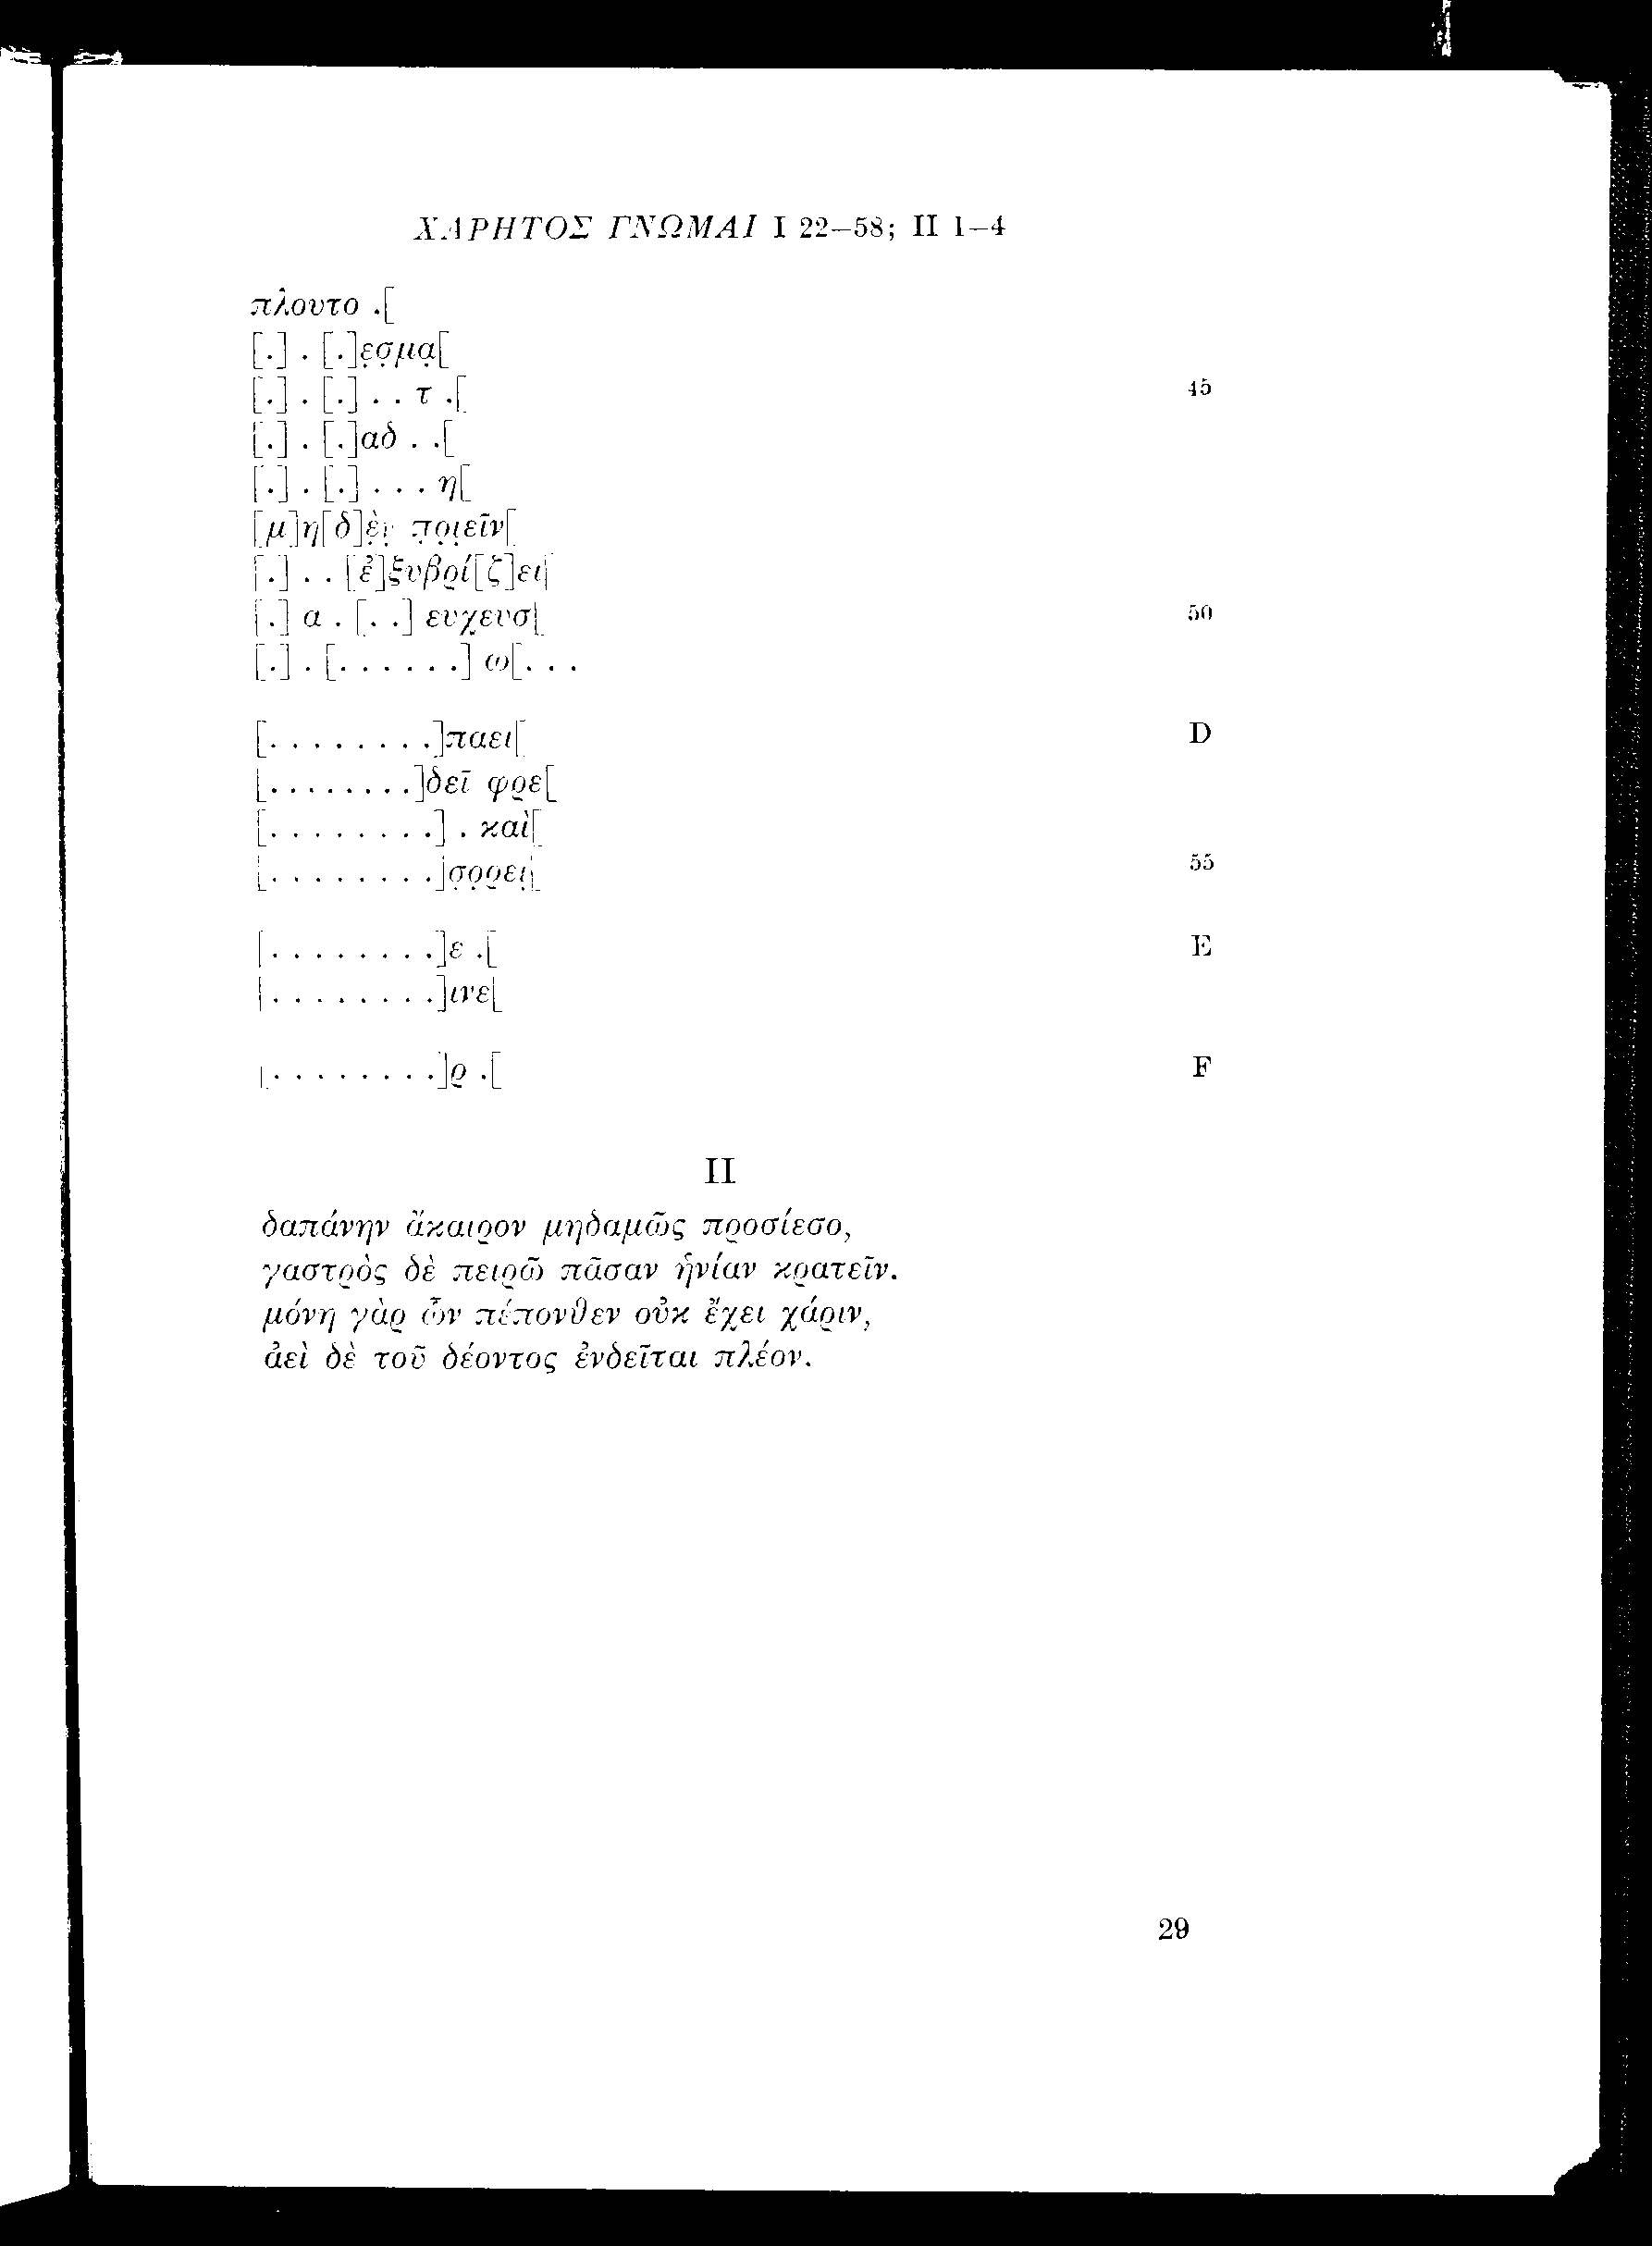 ΧΑΡΗΤΟΣ ΓΝΩΜΑΙ I 22–58; II 1–4
πλουτο .[
[.] . [.]ε̣σ̣μα̣[
[.] . [.] . . τ .[ 45
[.] . [.]αδ . .[
[.] . [.] . . . η[
[μ]η[δ]ὲ̣ν̣ π̣ο̣ι̣εῖν[
[.] . . [ἐ]ξυβρί[ζ]ει[
[.] α . [. .] ευχευσ[ 50
[.] . [. . . . . .] ω[. . .
[. . . . . . . .]παει[ D
[. . . . . . . .]δεῖ φρε[
[. . . . . . . .] . καὶ[
[. . . . . . . .]σ̣ο̣ρει̣[ 55
[. . . . . . . .]ε .[ E
[. . . . . . . .]ινε[
[. . . . . . . .]ρ .[ F
II
δαπάνην ἄκαιρον μηδαμῶς προσίεσο,
γαστρὸς δὲ πειρῶ πᾶσαν ἡνίαν κρατεῖν.
μόνη γὰρ ὧν πέπονθεν οὐκ ἔχει χάριν,
ἀεὶ δὲ τοῦ δέοντος ἐνδεῖται πλέον.
29